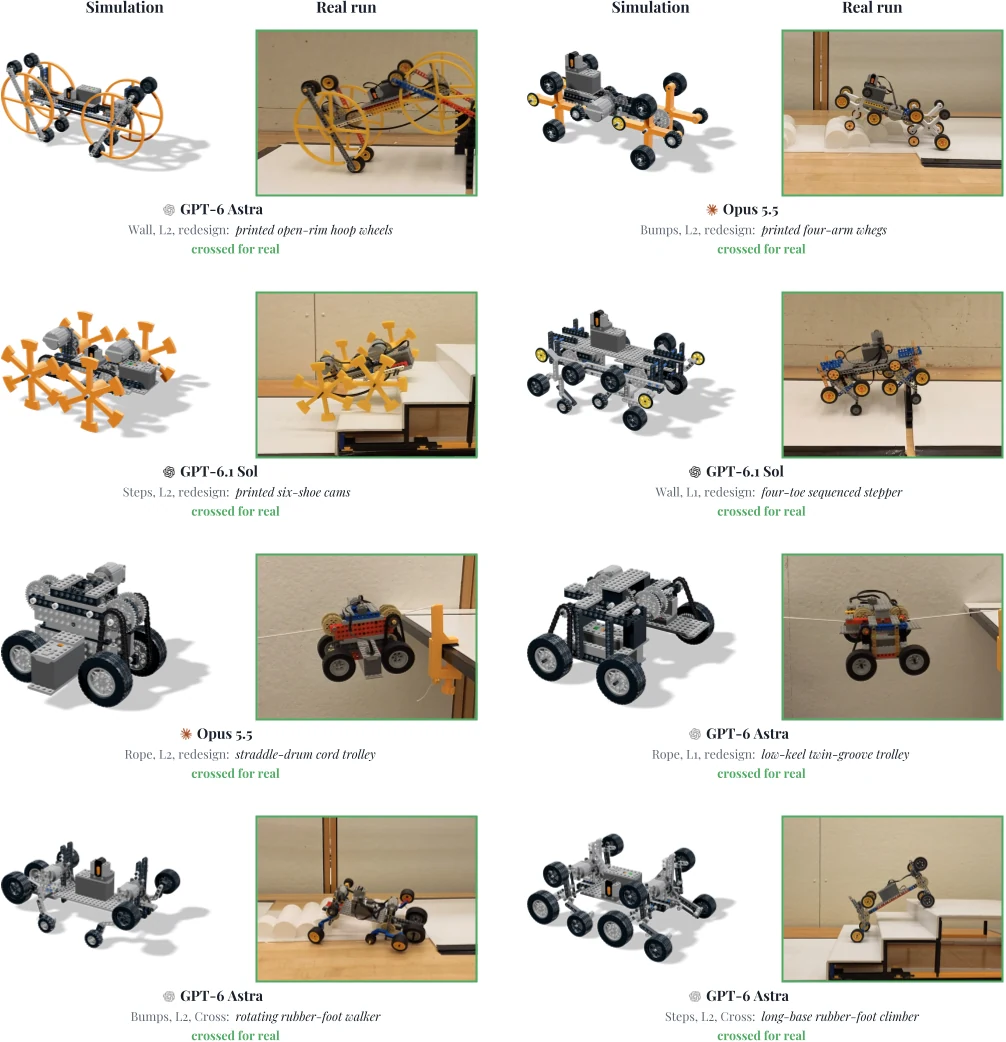 Simulation Real run Simulation Real run
GPT-6 Astra
Wall, L2, redesign: printed open-rim hoop wheels
crossed for real
Opus 5.5
Bumps, L2, redesign: printed four-arm whegs
crossed for real
GPT-6.1 Sol
Steps, L2, redesign: printed six-shoe cams
crossed for real
GPT-6.1 Sol
Wall, L1, redesign: four-toe sequenced stepper
crossed for real
Opus 5.5
Rope, L2, redesign: straddle-drum cord trolley
crossed for real
GPT-6 Astra
Rope, L1, redesign: low-keel twin-groove trolley
crossed for real
GPT-6 Astra
Bumps, L2, Cross: rotating rubber-foot walker
crossed for real
GPT-6 Astra
Steps, L2, Cross: long-base rubber-foot climber
crossed for real